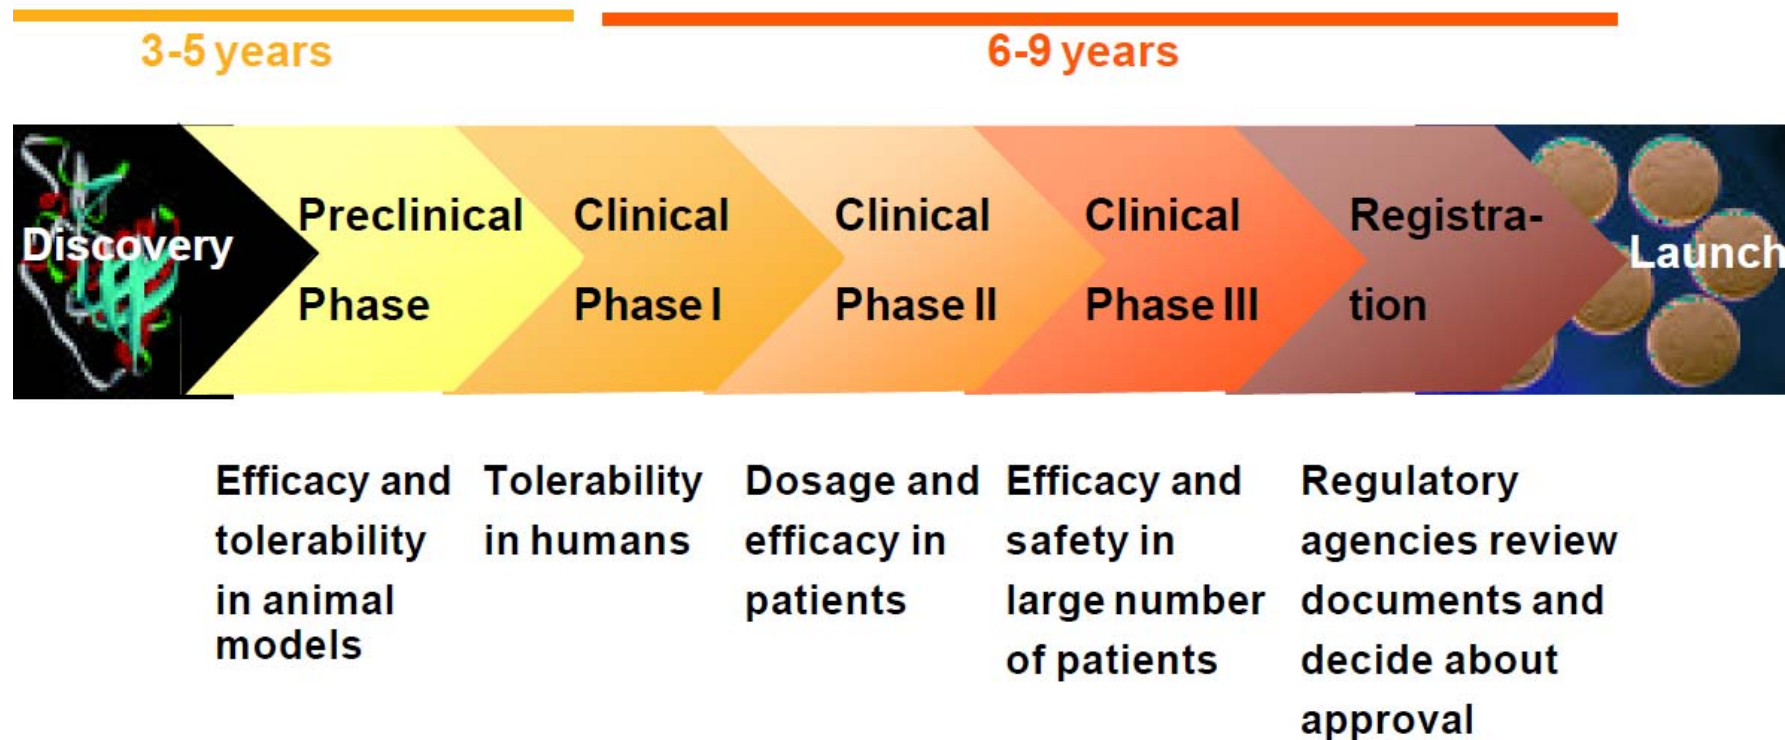 3-5 years
6-9 years
Discovery
Preclinical
Phase
Clinical
Phase I
Clinical
Phase II
Clinical
Phase III
Registra-
tion
Launch
Efficacy and
tolerability
in animal
models
Tolerability
in humans
Dosage and
efficacy in
patients
Efficacy and
safety in
large number
of patients
Regulatory
agencies review
documents and
decide about
approval